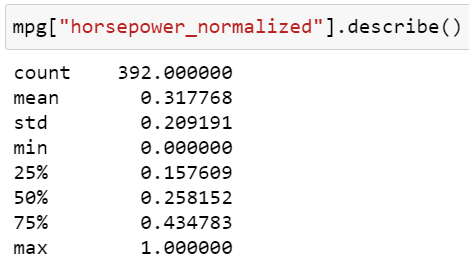 mpg["horsepower_normalized"].describe()
count    392.000000
mean       0.317768
std        0.209191
min        0.000000
25%        0.157609
50%        0.258152
75%        0.434783
max        1.000000